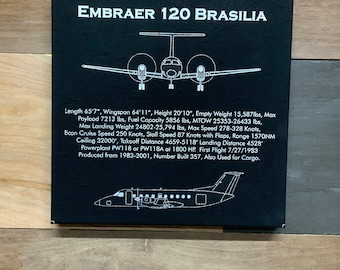 EMBRAER 120 BRASILIA
Length 65'7", Wingspan 64'11", Height 20'10", Empty Weight 15,587lbs, Max
Payload 7213 lbs, Fuel Capacity 5856 lbs, MTOW 25353-26433 lbs,
Max Landing Weight 24802-25,794 lbs, Max Speed 278-328 Knots,
Econ Cruise Speed 250 Knots, Stall Speed 87 Knots with Flaps, Range 1570NM
Ceiling 32000', Takeoff Distance 4659-5118' Landing Distance 4528'
Powerplant PW118 or PW118A x 1800 HP. First Flight 7/27/1983
Produced from 1983-2001, Number Built 357, Also Used for Cargo.